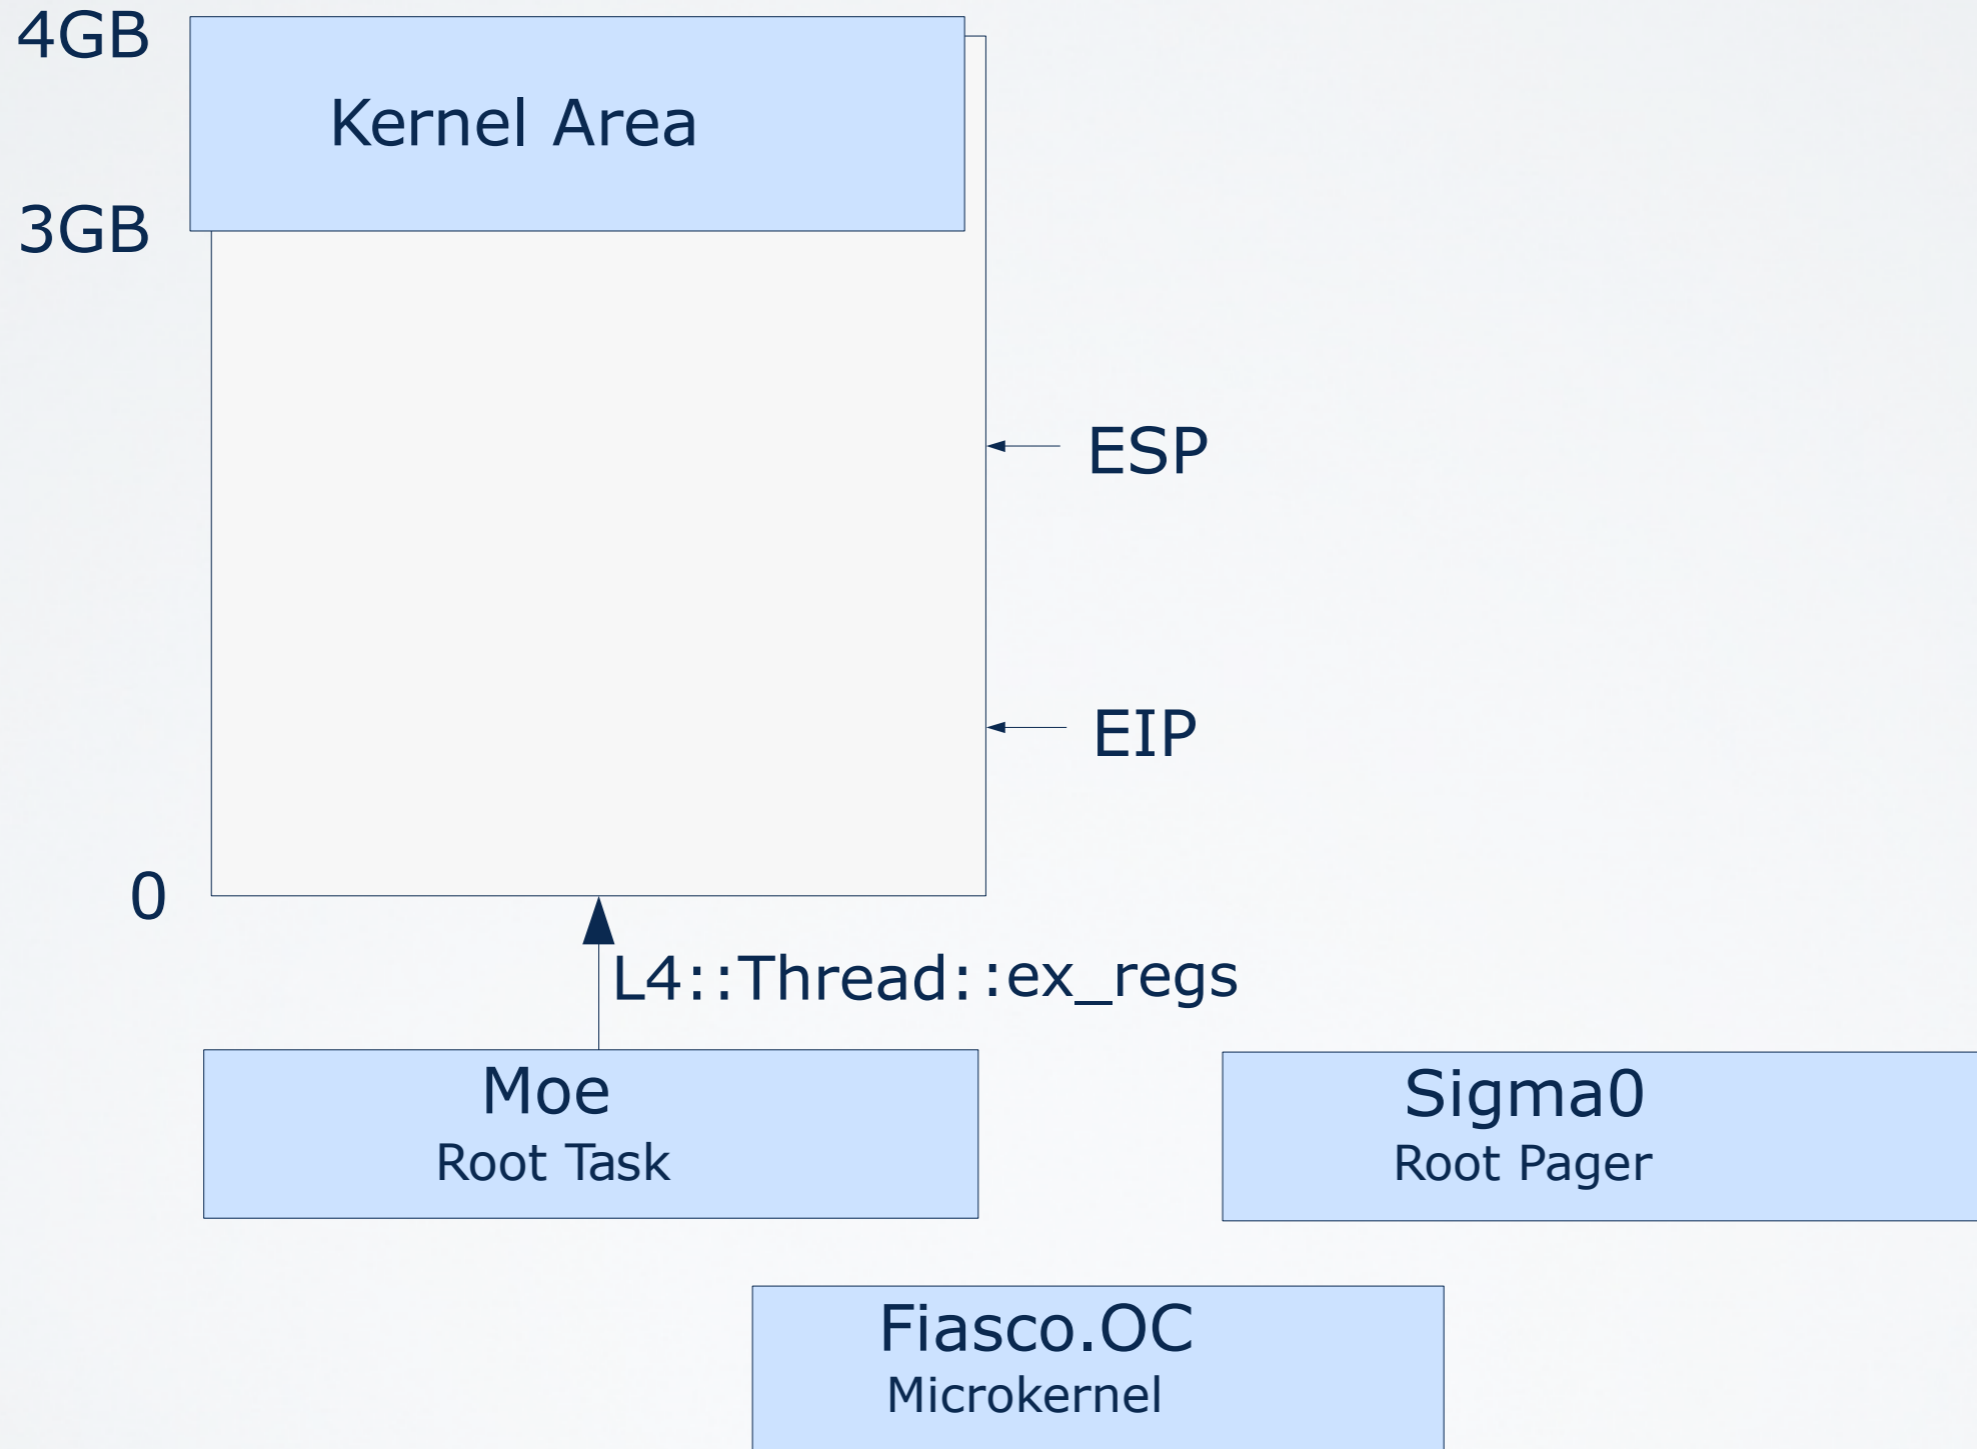 4GB
Kernel Area
3GB
ESP
EIP
0
L4::Thread::ex_regs
Moe
Root Task
Sigma0
Root Pager
Fiasco.OC
Microkernel